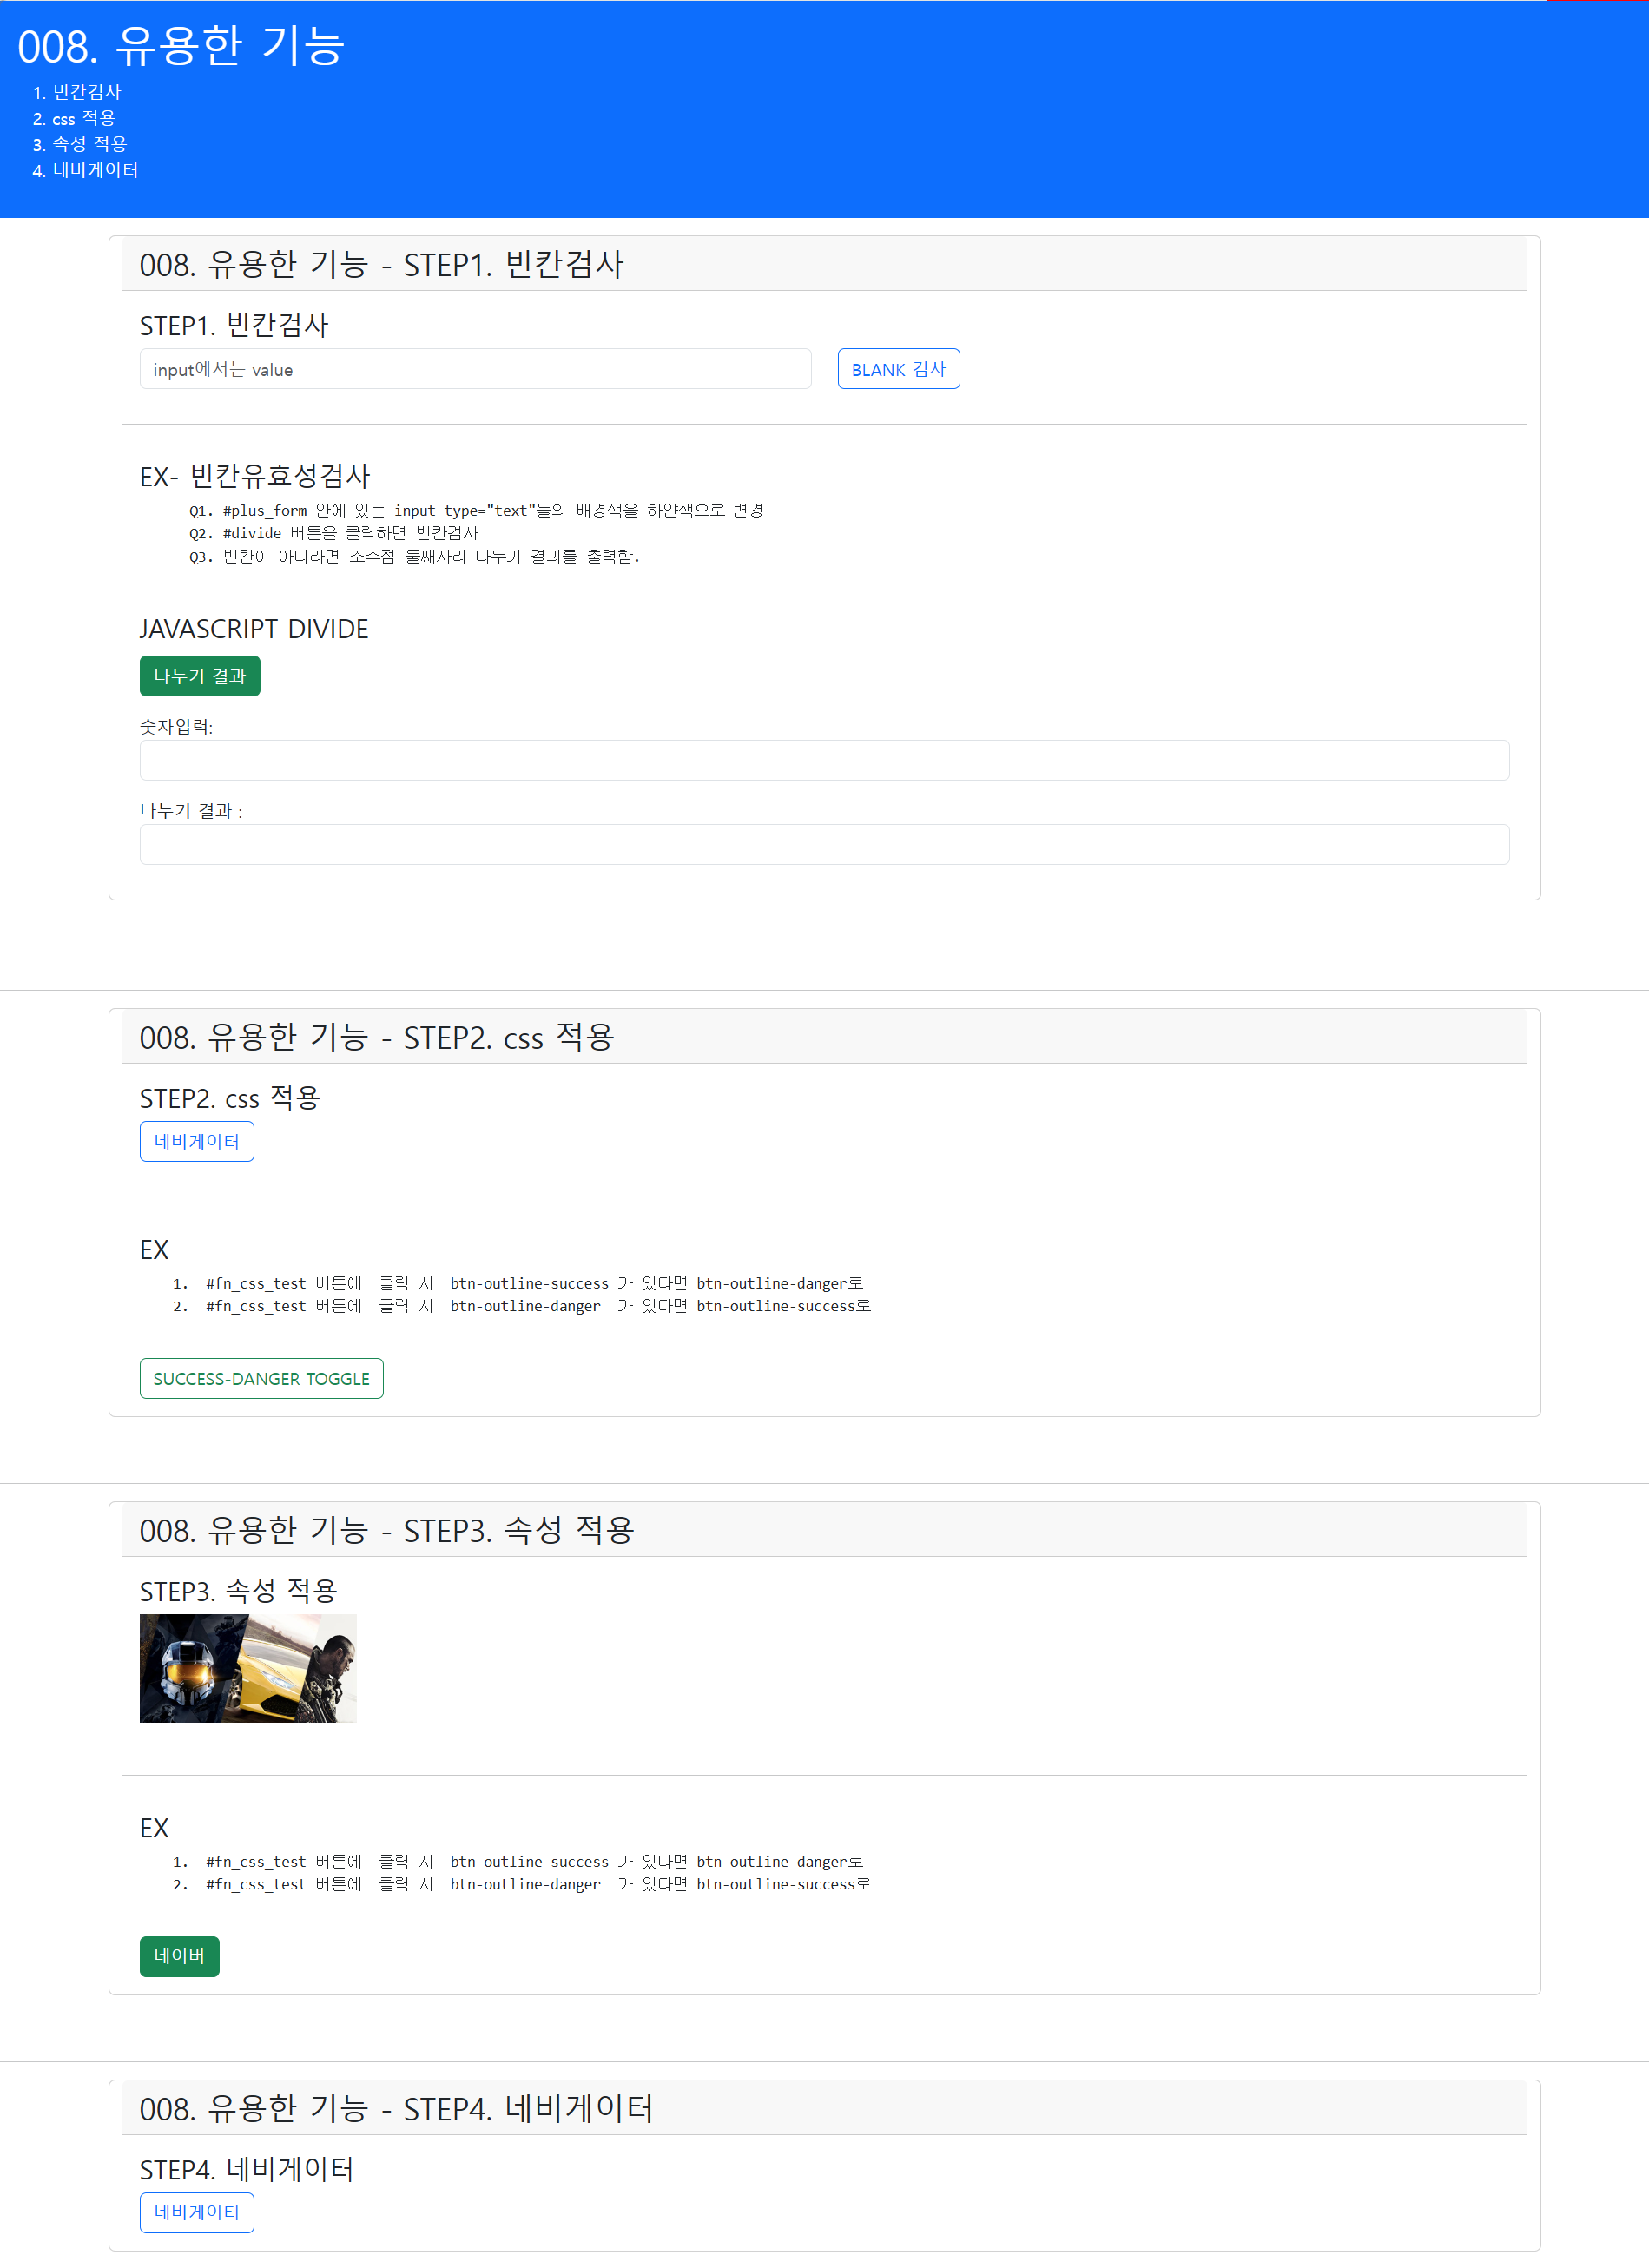 008. 유용한 기능
1. 빈칸검사
2. css 적용
3. 속성 적용
4. 네비게이터
008. 유용한 기능 - STEP1. 빈칸검사
STEP1. 빈칸검사
input에서는 value
BLANK 검사
EX- 빈칸유효성검사
Q1. #plus_form 안에 있는 input type="text"들의 배경색을 하얀색으로 변경
Q2. #divide 버튼을 클릭하면 빈칸검사
Q3. 빈칸이 아니라면 소수점 둘째자리 나누기 결과를 출력함.
JAVASCRIPT DIVIDE
나누기 결과
숫자입력:
나누기 결과 :
008. 유용한 기능 - STEP2. css 적용
STEP2. css 적용
네비게이터
EX
1. #fn_css_test 버튼에 클릭 시 btn-outline-success 가 있다면 btn-outline-danger로
2. #fn_css_test 버튼에 클릭 시 btn-outline-danger 가 있다면 btn-outline-success로
SUCCESS-DANGER TOGGLE
008. 유용한 기능 - STEP3. 속성 적용
STEP3. 속성 적용
EX
1. #fn_css_test 버튼에 클릭 시 btn-outline-success 가 있다면 btn-outline-danger로
2. #fn_css_test 버튼에 클릭 시 btn-outline-danger 가 있다면 btn-outline-success로
네이버
008. 유용한 기능 - STEP4. 네비게이터
STEP4. 네비게이터
네비게이터